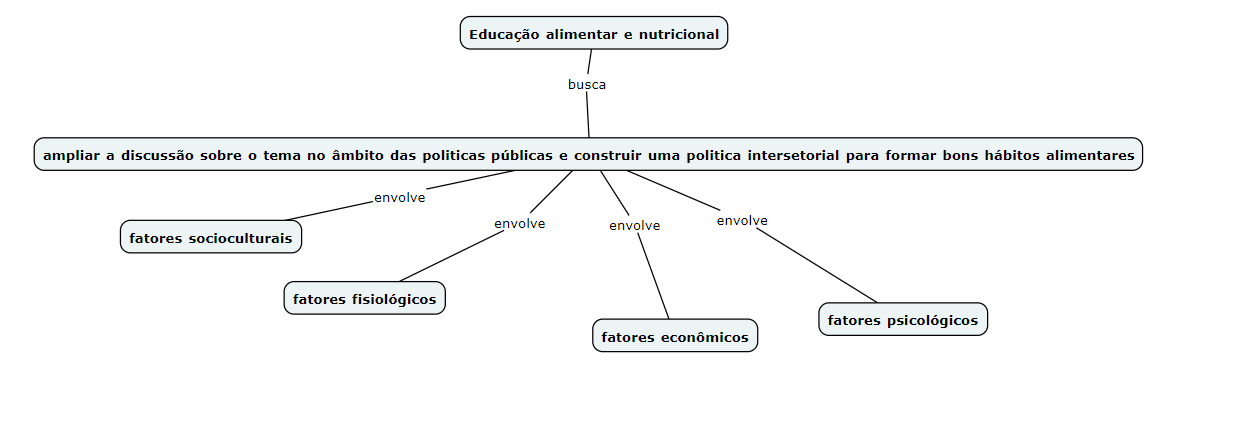 Educação alimentar e nutricional
busca
ampliar a discussão sobre o tema no âmbito das politicas públicas e construir uma politica intersetorial para formar bons hábitos alimentares
envolve
envolve
envolve
envolve
fatores socioculturais
fatores fisiológicos
fatores econômicos
fatores psicológicos